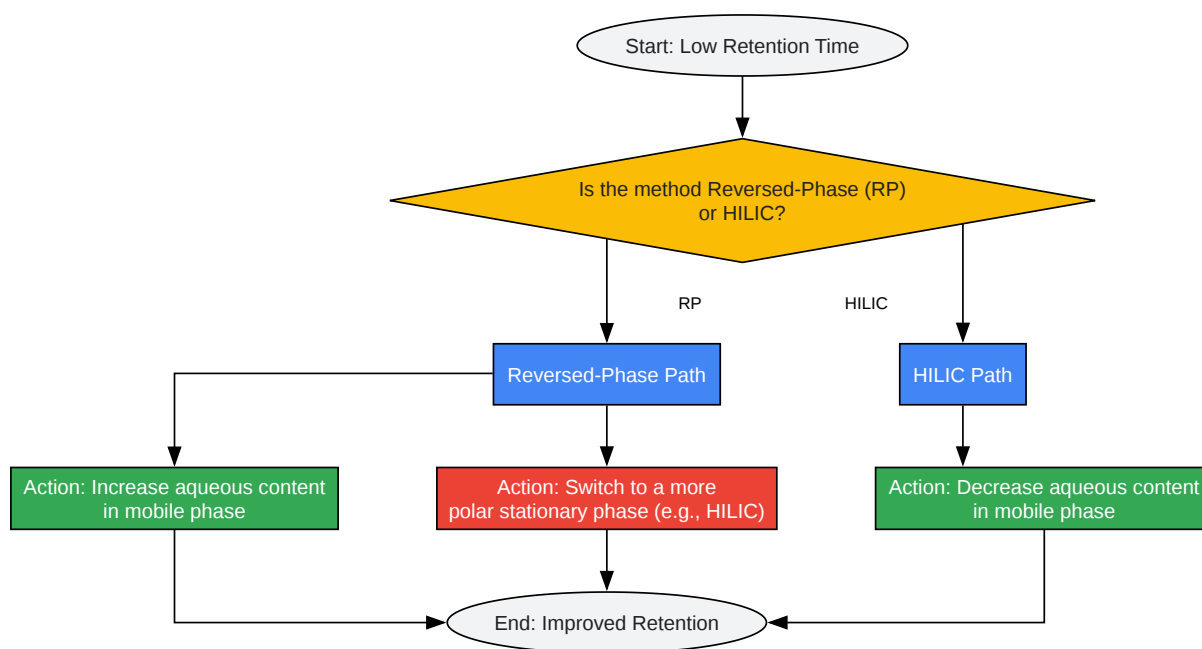 Start: Low Retention Time
Is the method Reversed-Phase (RP)
or HILIC?
RP
HILIC
Reversed-Phase Path
HILIC Path
Action: Increase aqueous content
in mobile phase
Action: Switch to a more
polar stationary phase (e.g., HILIC)
Action: Decrease aqueous content
in mobile phase
End: Improved Retention